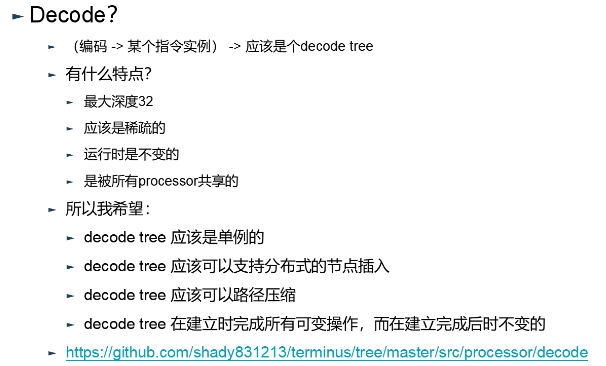 Decode？
（编码 -> 某个指令实例） -> 应该是个decode tree
有什么特点？
最大深度32
应该是稀疏的
运行时是不变的
是被所有processor共享的
所以我希望：
decode tree 应该是单例的
decode tree 应该可以支持分布式的节点插入
decode tree 应该可以路径压缩
decode tree 在建立时完成所有可变操作，而在建立完成后时不变的
https://github.com/shady831213/terminus/tree/master/src/processor/decode